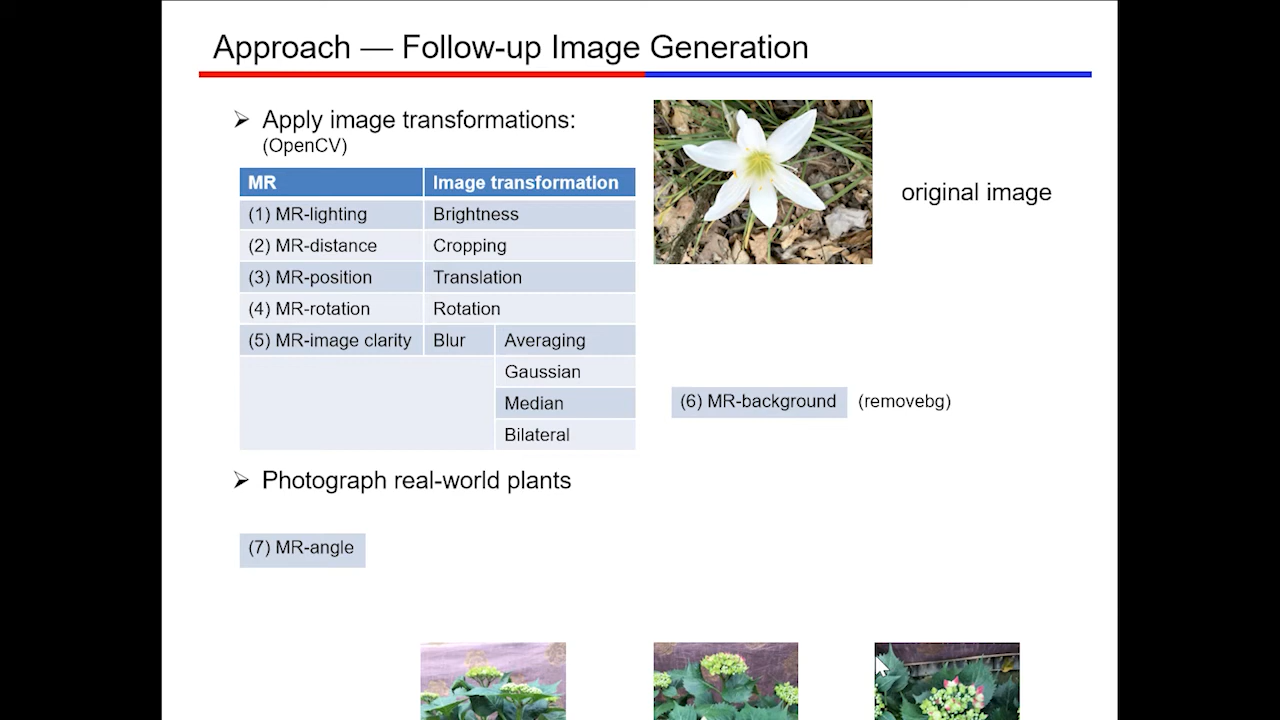 Approach — Follow-up Image Generation
➢ Apply image transformations:
(OpenCV)
original image
MR Image transformation
(1) MR-lighting Brightness
(2) MR-distance Cropping
(3) MR-position Translation
(4) MR-rotation Rotation
(5) MR-image clarity Blur Averaging
Gaussian
Median
Bilateral
(6) MR-background (removebg)
➢ Photograph real-world plants
(7) MR-angle